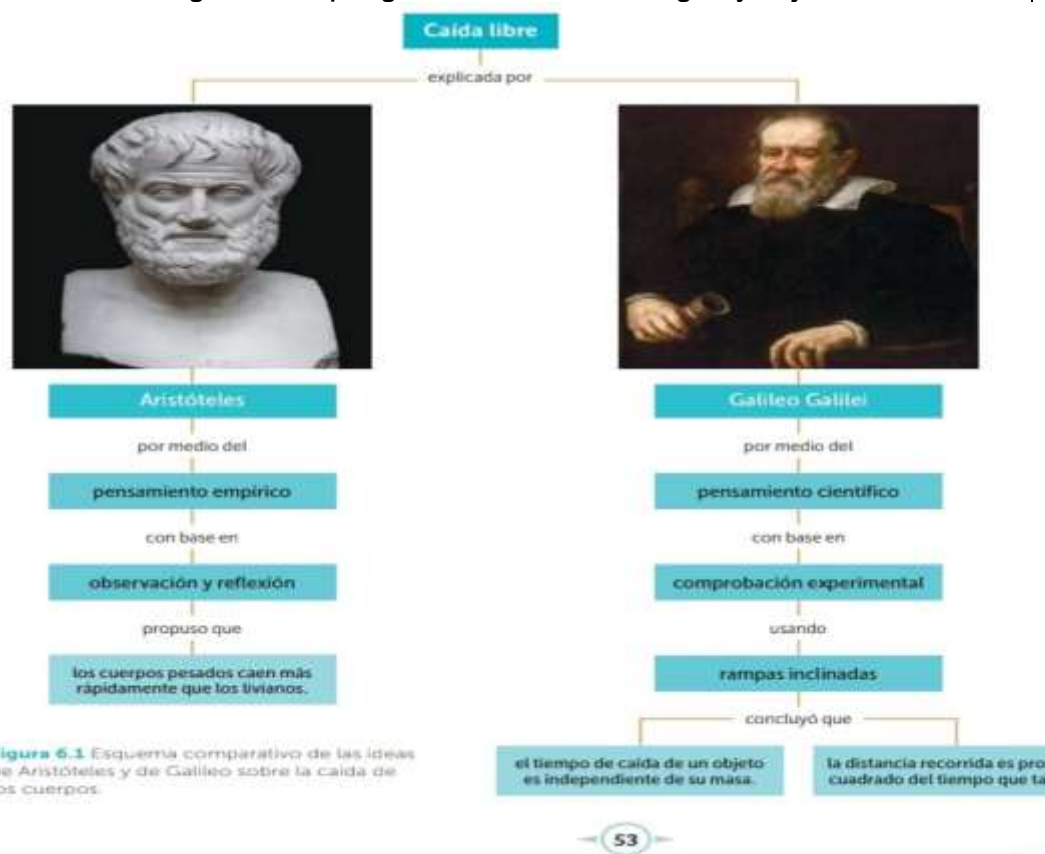 Caída libre
explicada por
Aristóteles
por medio del
pensamiento empírico
con base en
observación y reflexión
propuso que
los cuerpos pesados caen más
rápidamente que los livianos.
Galileo Galilei
por medio del
pensamiento científico
con base en
comprobación experimental
usando
rampas inclinadas
concluyó que
el tiempo de caída de un objeto
es independiente de su masa.
la distancia recorrida es pro
cuadrado del tiempo que ta
igura 6.1 Esquema comparativo de las ideas
e Aristóteles y de Galileo sobre la caída de
os cuerpos.
53